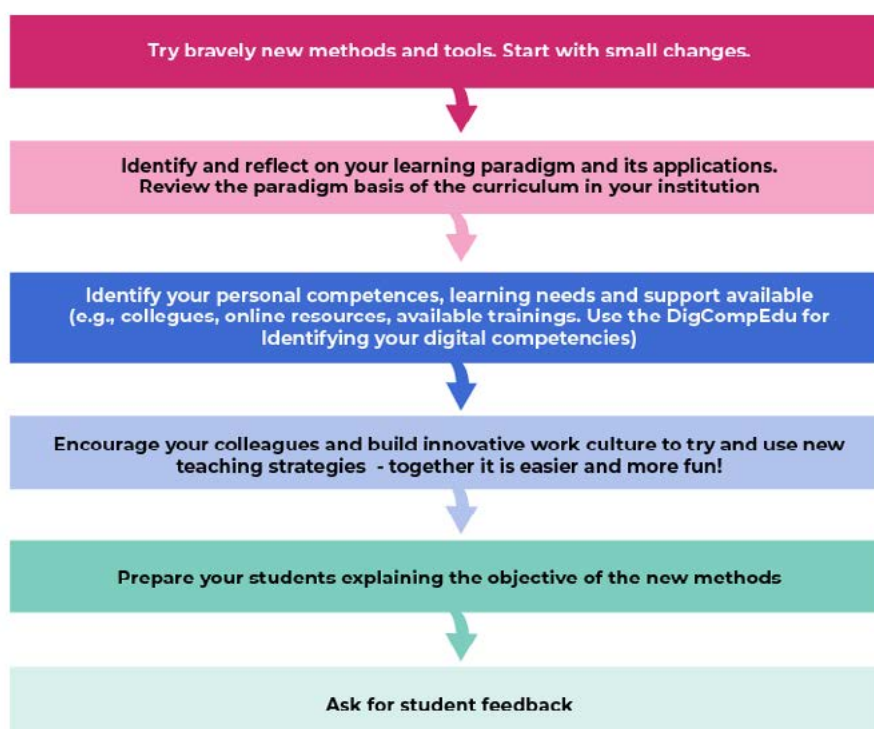 Try bravely new methods and tools. Start with small changes.
Identify and reflect on your learning paradigm and its applications.
Review the paradigm basis of the curriculum in your institution
Identify your personal competences, learning needs and support available
(e.g., collegues, online resources, available trainings. Use the DigCompEdu for
Identifying your digital competencies)
Encourage your colleagues and build innovative work culture to try and use new
teaching strategies - together it is easier and more fun!
Prepare your students explaining the objective of the new methods
Ask for student feedback